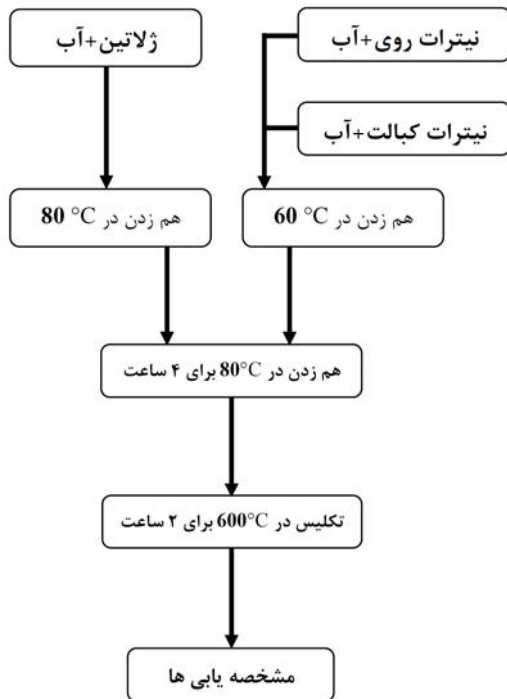 نیترات روی+آب
ژلاتین+آب
نیترات کبالت+آب
هم زدن در 60 °C
هم زدن در 80 °C
هم زدن در 80°C برای ۴ ساعت
تکلیس در 600°C برای ۲ ساعت
مشخصه یابی ها